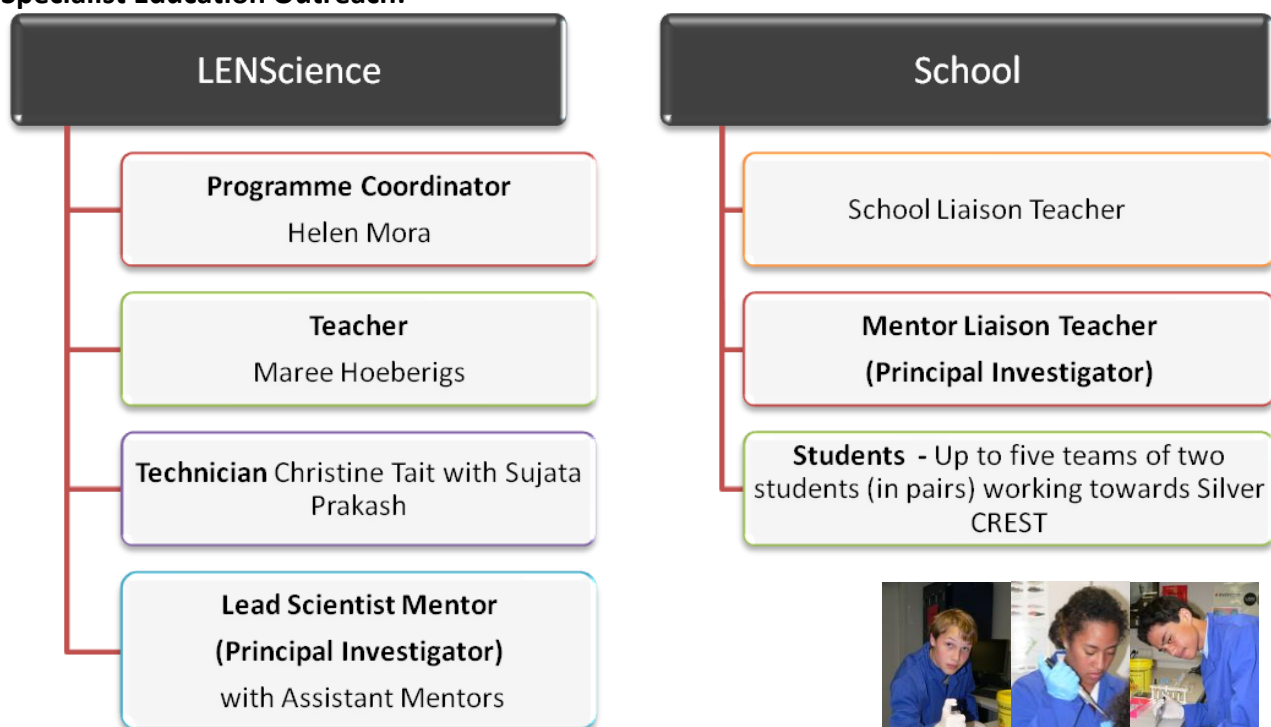 Specialist Education Outreach:
LENScience
Programme Coordinator
Helen Mora
Teacher
Maree Hoeberigs
Technician Christine Tait with Sujata
Prakash
Lead Scientist Mentor
(Principal Investigator)
with Assistant Mentors
School
School Liaison Teacher
Mentor Liaison Teacher
(Principal Investigator)
Students - Up to five teams of two
students (in pairs) working towards Silver
CREST